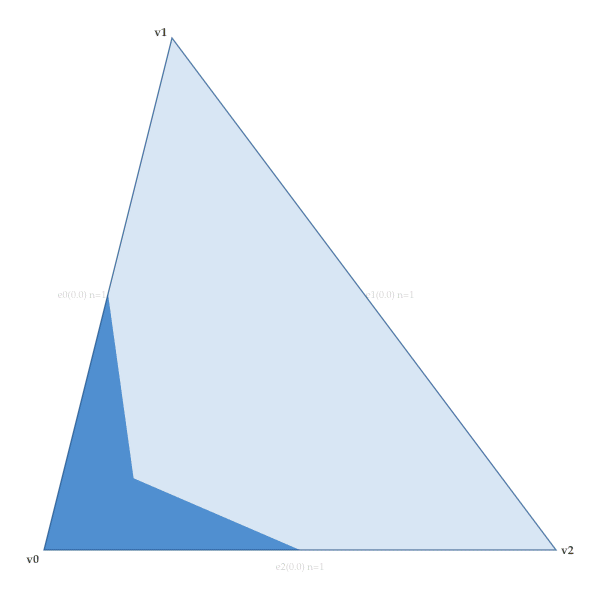 v1
e0(0.0) n=1
e1(0.0) n=1
v0
v2
e2(0.0) n=1